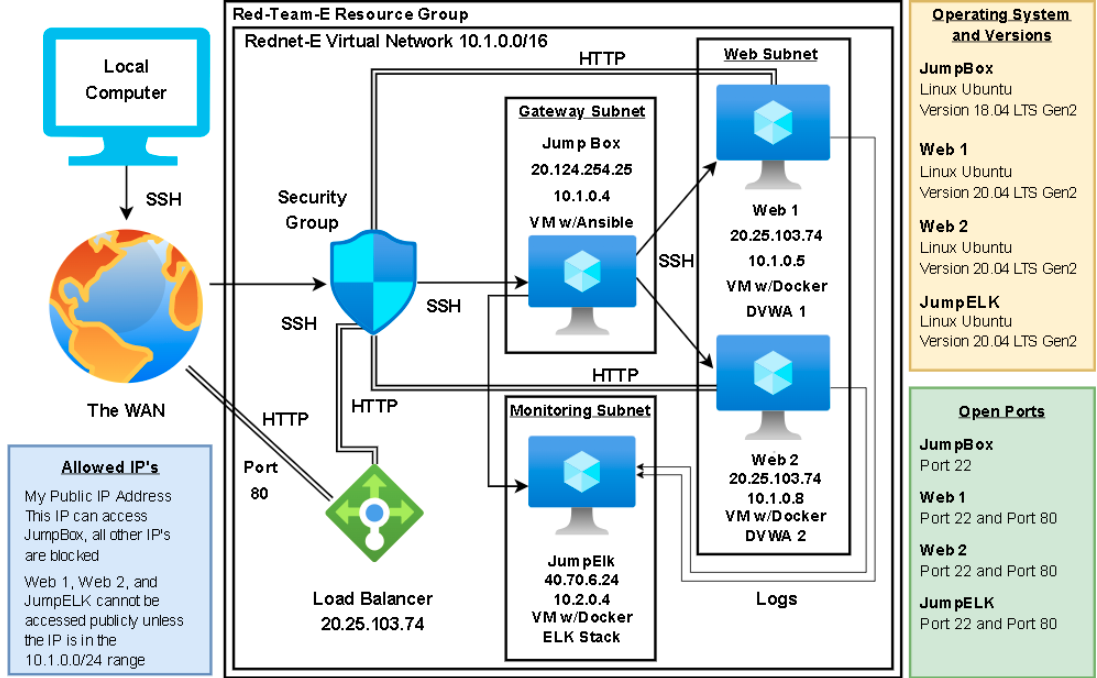 Red-Team-E Resource Group
Rednet-E Virtual Network 10.1.0.0/16
Local
Computer
SSH
The WAN
SSH
HTTP
Port
80
Security
Group
SSH
HTTP
Load Balancer
20.25.103.74
HTTP
HTTP
Gateway Subnet
Jump Box
20.124.254.25
10.1.0.4
VM w/Ansible
SSH
Web Subnet
Web 1
20.25.103.74
10.1.0.5
VM w/Docker
DVWA 1
Web 2
20.25.103.74
10.1.0.8
VM w/Docker
DVWA 2
Monitoring Subnet
JumpElk
40.70.6.24
10.2.0.4
VM w/Docker
ELK Stack
Logs
Allowed IP's
My Public IP Address
This IP can access
JumpBox, all other IP's
are blocked
Web 1, Web 2, and
JumpELK cannot be
accessed publicly unless
the IP is in the
10.1.0.0/24 range
Operating System
and Versions
JumpBox
Linux Ubuntu
Version 18.04 LTS Gen2
Web 1
Linux Ubuntu
Version 20.04 LTS Gen2
Web 2
Linux Ubuntu
Version 20.04 LTS Gen2
JumpELK
Linux Ubuntu
Version 20.04 LTS Gen2
Open Ports
JumpBox
Port 22
Web 1
Port 22 and Port 80
Web 2
Port 22 and Port 80
JumpELK
Port 22 and Port 80